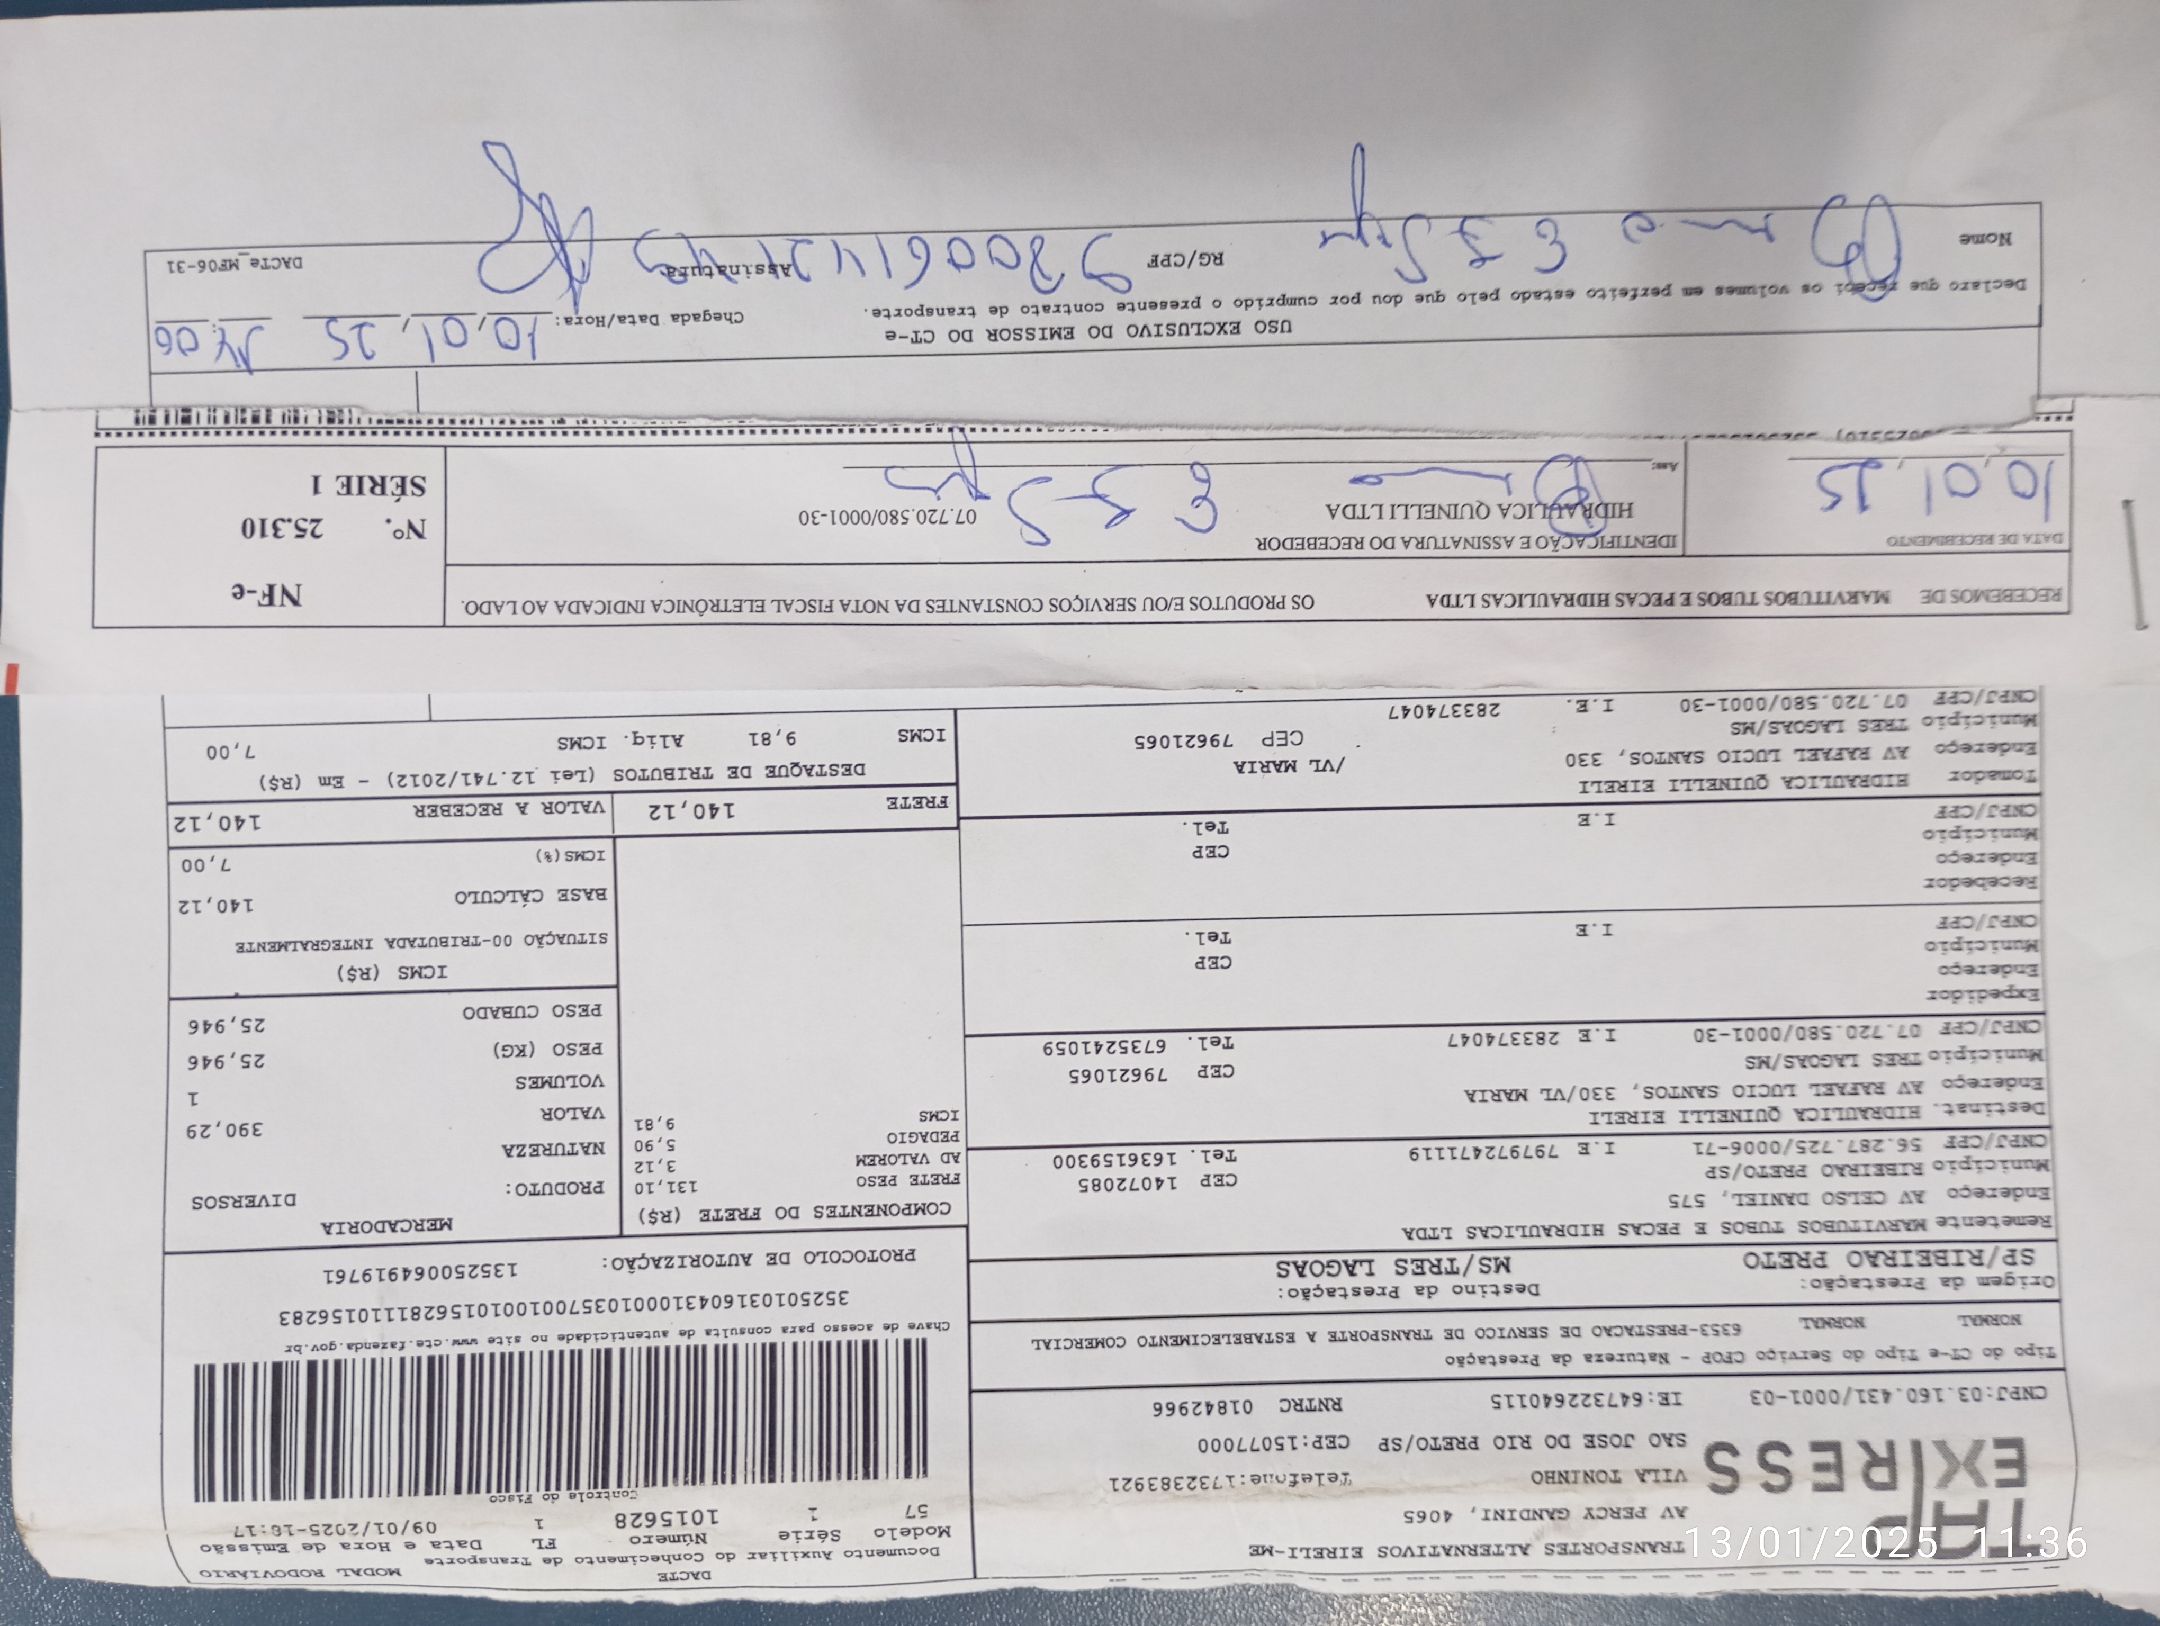 TAP
EXPRESS
TRANSPORTES ALTERNATIVOS EIRELI-ME
AV PERCY GANDINI, 4065
VILA TONINHO Telefone:1732383921
SAO JOSE DO RIO PRETO/SP CEP:15077000
CNPJ:03.160.431/0001-03 IE:647322640115 RNTRC 01842966
DACTE MODAL RODOVIÁRIO
Documento Auxiliar do Conhecimento de Transporte
Modelo Série Número FL Data e Hora de Emissão
57 1 1015628 1 09/01/2025-18:17
Controle do Fisco
Chave de acesso para consulta de autenticidade no site www.cte.fazenda.gov.br
35250103160431000103570010010156281110156283
PROTOCOLO DE AUTORIZAÇÃO: 135250064919761
Tipo do CT-e Tipo do Serviço CFOP - Natureza da Prestação
NORMAL NORMAL 6353-PRESTACAO DE SERVICO DE TRANSPORTE A ESTABELECIMENTO COMERCIAL
Origem da Prestação: Destino da Prestação:
SP/RIBEIRAO PRETO MS/TRES LAGOAS
Remetente MARVITUBOS TUBOS E PECAS HIDRAULICAS LTDA
Endereço AV CELSO DANIEL, 575
Município RIBEIRAO PRETO/SP CEP 14072085
CNPJ/CPF 56.287.725/0006-71 I.E 797972471119 Tel. 1636159300
Destinat. HIDRAULICA QUINELLI EIRELI
Endereço AV RAFAEL LUCIO SANTOS, 330/VL MARIA
Município TRES LAGOAS/MS CEP 79621065
CNPJ/CPF 07.720.580/0001-30 I.E 283374047 Tel. 6735241059
Expedidor
Endereço
Município CEP
CNPJ/CPF I.E Tel.
Recebedor
Endereço
Município CEP
CNPJ/CPF I.E Tel.
Tomador HIDRAULICA QUINELLI EIRELI
Endereço AV RAFAEL LUCIO SANTOS, 330 /VL MARIA
Município TRES LAGOAS/MS CEP 79621065
CNPJ/CPF 07.720.580/0001-30 I.E. 283374047
COMPONENTES DO FRETE (R$)
FRETE PESO 131,10
AD VALOREM 3,12
PEDAGIO 5,90
ICMS 9,81
MERCADORIA
PRODUTO: DIVERSOS
NATUREZA
VALOR 390,29
VOLUMES 1
PESO (KG) 25,946
PESO CUBADO 25,946
ICMS (R$)
SITUAÇÃO 00-TRIBUTADA INTEGRALMENTE
BASE CÁLCULO 140,12
ICMS(%) 7,00
FRETE 140,12 VALOR A RECEBER 140,12
DESTAQUE DE TRIBUTOS (Lei 12.741/2012) - Em (R$)
ICMS 9,81 Aliq. ICMS 7,00
RECEBEMOS DE MARVITUBOS TUBOS E PECAS HIDRAULICAS LTDA OS PRODUTOS E/OU SERVIÇOS CONSTANTES DA NOTA FISCAL ELETRÔNICA INDICADA AO LADO.
NF-e
Nº. 25.310
SÉRIE 1
DATA DE RECEBIMENTO
10,01,25
IDENTIFICAÇÃO E ASSINATURA DO RECEBEDOR
HIDRAULICA QUINELLI LTDA 07.720.580/0001-30
Ass:
USO EXCLUSIVO DO EMISSOR DO CT-e
Declaro que recebi os volumes em perfeito estado pelo que dou por cumprido o presente contrato de transporte.
Chegada Data/Hora: 10,01,25 14:06
Nome
RG/CPF
Assinatura
DACTe_MF06-31
13/01/2025 11:36